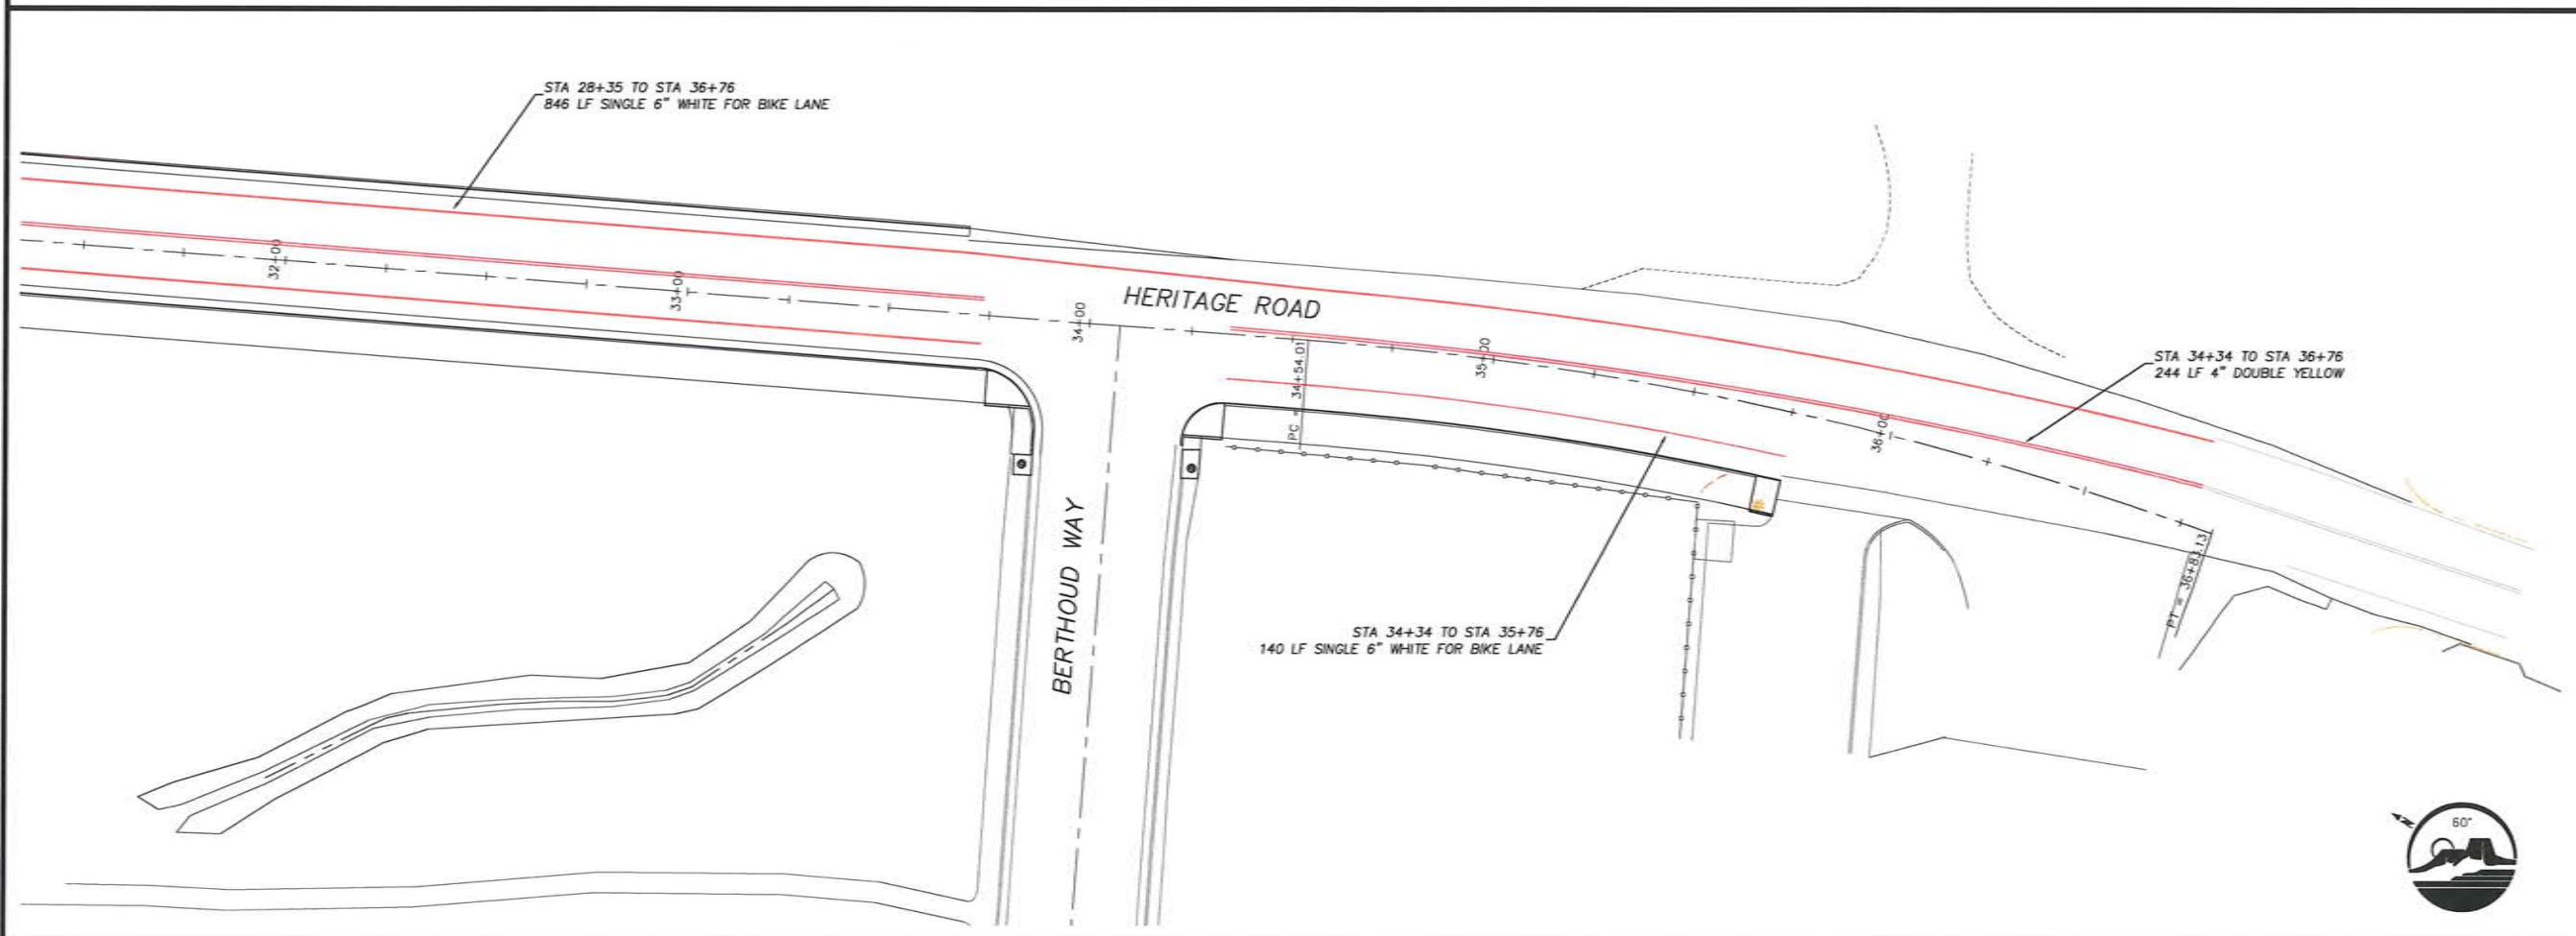 STA 28+35 TO STA 36+76
846 LF SINGLE 6" WHITE FOR BIKE LANE
32+00
33+00
34+00
HERITAGE ROAD
PC = 34+54.01
35+00
36+00
STA 34+34 TO STA 36+76
244 LF 4" DOUBLE YELLOW
BERTHOUD WAY
STA 34+34 TO STA 35+76
140 LF SINGLE 6" WHITE FOR BIKE LANE
PT = 36+83.13
N
60°